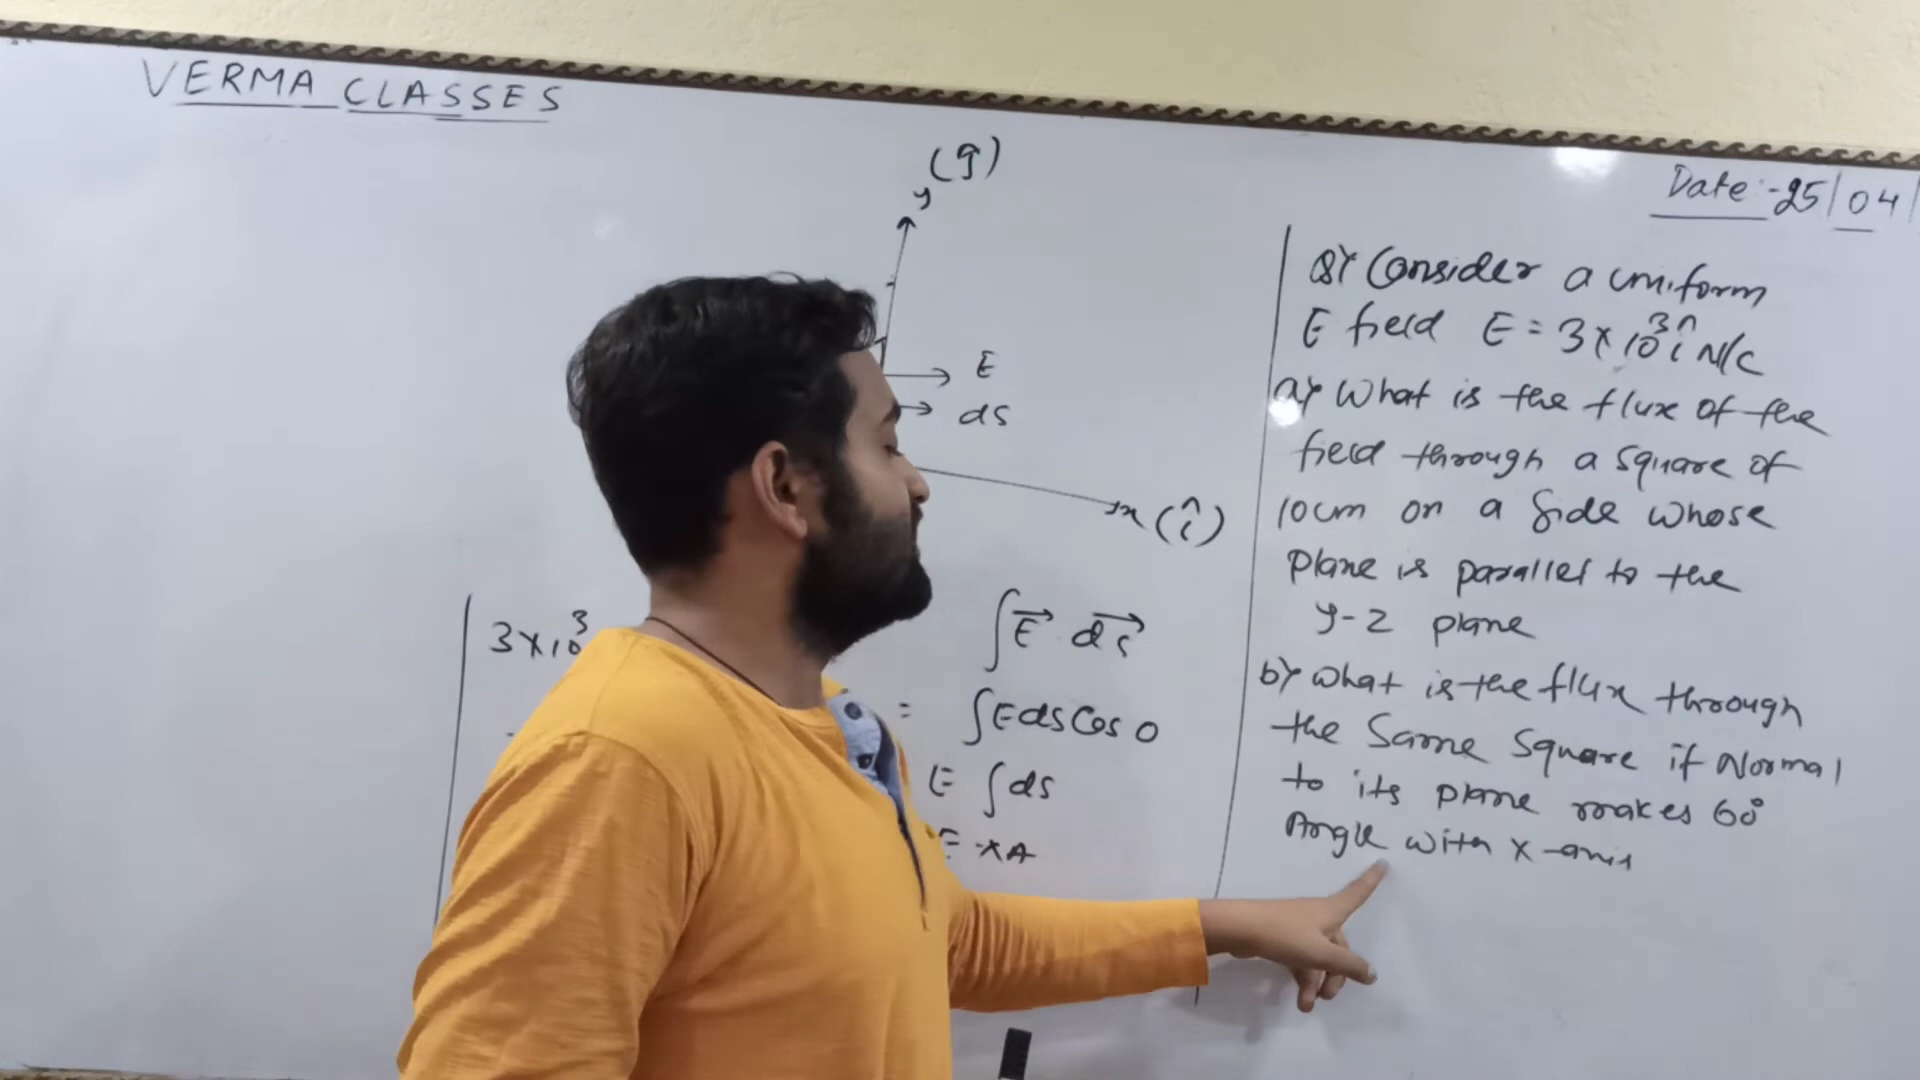 VERMA CLASSES
Date :- 25/04/
(ĵ)
y
E
ds
x (î)
3×10³
∫E⃗ ds⃗
= ∫Eds Cos 0
E ∫ds
E × A
Q) Consider a uniform
E field E = 3×10³î N/C
a) What is the flux of the
field through a square of
10cm on a side whose
plane is parallel to the
y-z plane
b) What is the flux through
the Same Square if Normal
to its plane makes 60°
Angle with x-axis